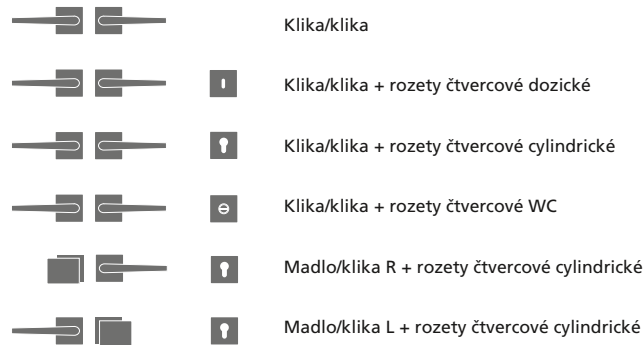 Klika/klika
Klika/klika + rozety čtvercové dozické
Klika/klika + rozety čtvercové cylindrické
Klika/klika + rozety čtvercové WC
Madlo/klika R + rozety čtvercové cylindrické
Madlo/klika L + rozety čtvercové cylindrické